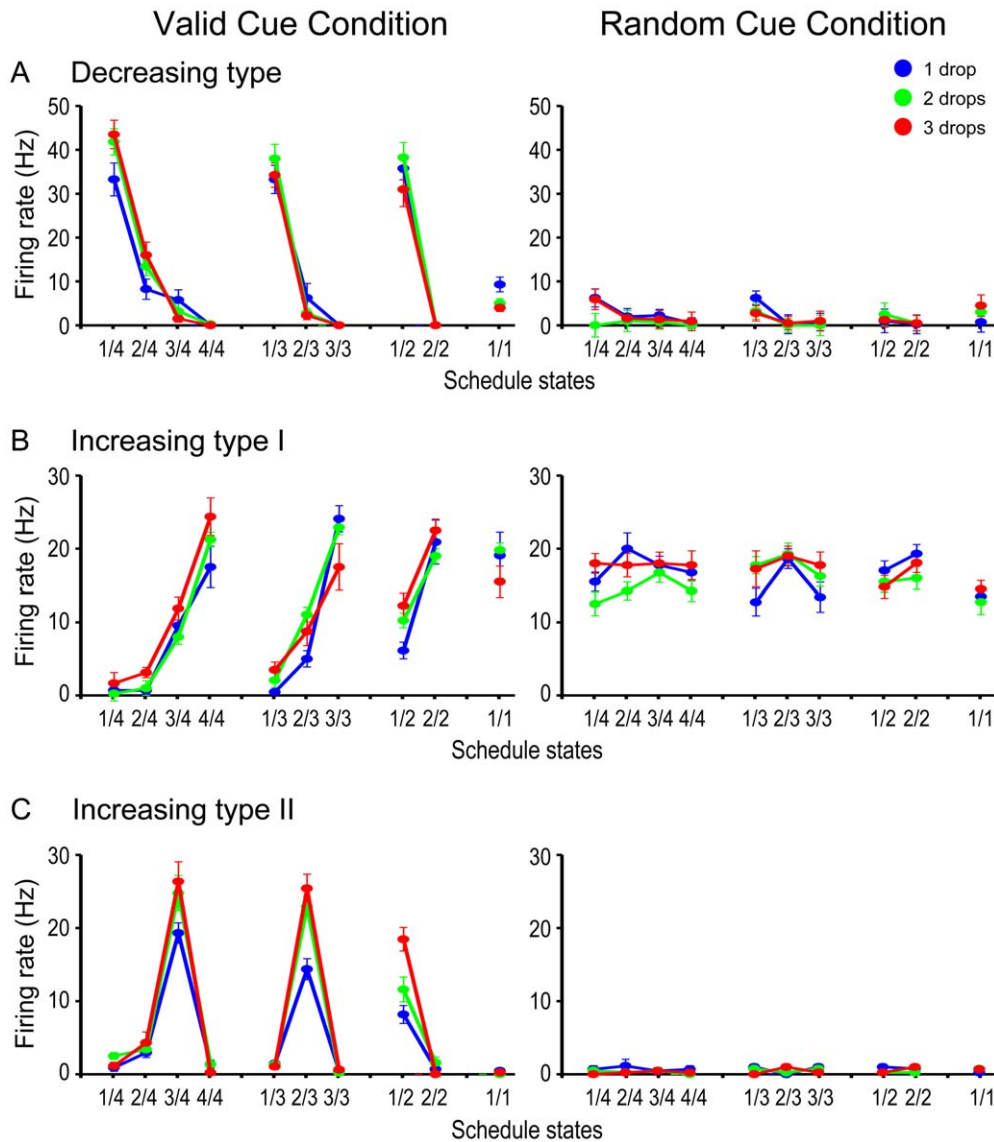 Valid Cue Condition Random Cue Condition
A Decreasing type
1 drop
2 drops
3 drops
Firing rate (Hz)
50
40
30
20
10
0
1/4 2/4 3/4 4/4 1/3 2/3 3/3 1/2 2/2 1/1
Schedule states
50
40
30
20
10
0
1/4 2/4 3/4 4/4 1/3 2/3 3/3 1/2 2/2 1/1
B Increasing type I
Firing rate (Hz)
30
20
10
0
1/4 2/4 3/4 4/4 1/3 2/3 3/3 1/2 2/2 1/1
Schedule states
30
20
10
0
1/4 2/4 3/4 4/4 1/3 2/3 3/3 1/2 2/2 1/1
C Increasing type II
Firing rate (Hz)
30
20
10
0
1/4 2/4 3/4 4/4 1/3 2/3 3/3 1/2 2/2 1/1
Schedule states
30
20
10
0
1/4 2/4 3/4 4/4 1/3 2/3 3/3 1/2 2/2 1/1